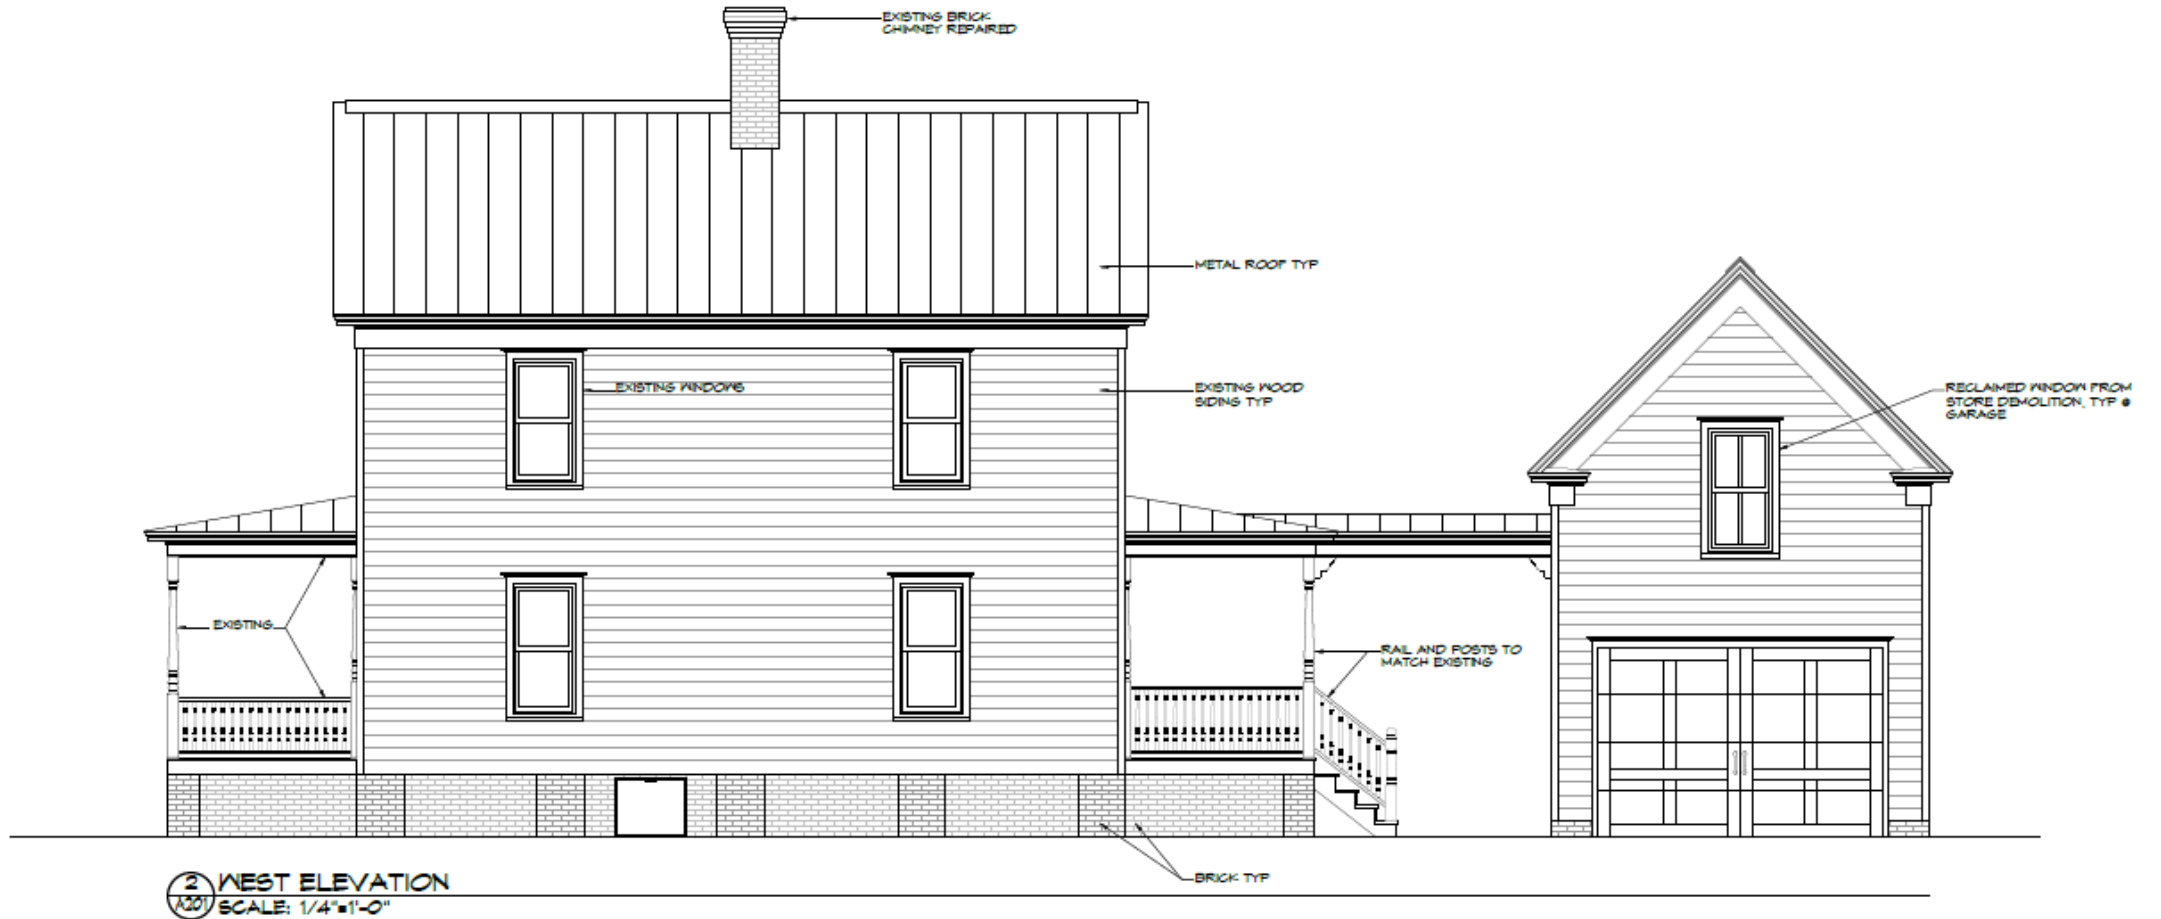 EXISTING BRICK
CHIMNEY REPAIRED
METAL ROOF TYP
EXISTING WINDOWS
EXISTING WOOD
SIDING TYP
RECLAIMED WINDOW FROM
STORE DEMOLITION, TYP @
GARAGE
EXISTING
RAIL AND POSTS TO
MATCH EXISTING
BRICK TYP
2
A201
WEST ELEVATION
SCALE: 1/4"=1'-0"